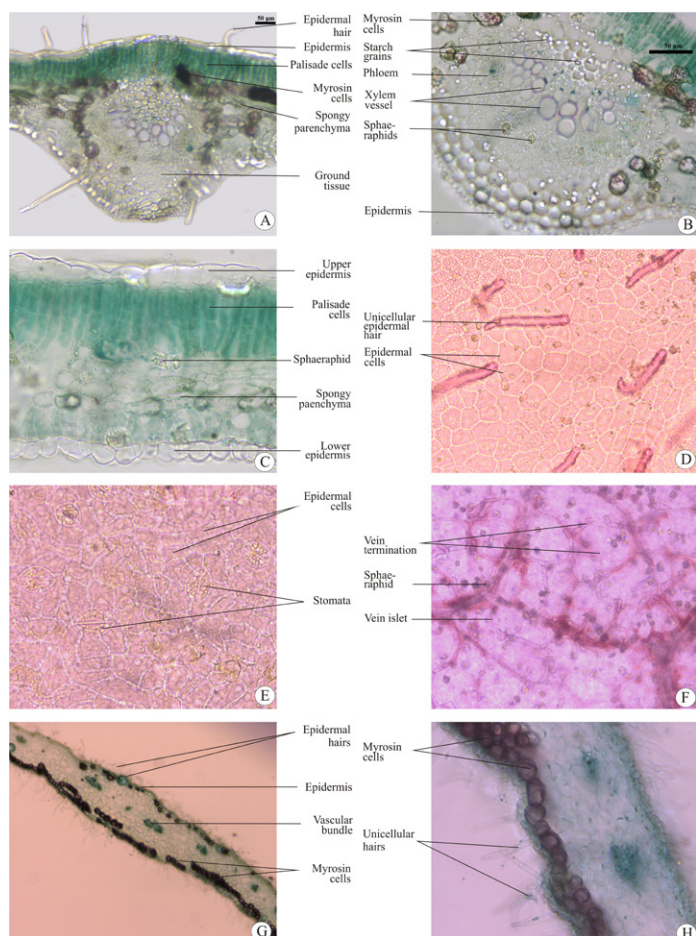 50 µm
Epidermal
hair
Epidermis
Palisade cells
Myrosin
cells
Spongy
parenchyma
Ground
tissue
A
Myrosin
cells
Starch
grains
Phloem
Xylem
vessel
Sphae-
raphids
Epidermis
50 µm
B
Upper
epidermis
Palisade
cells
Sphaeraphid
Spongy
paenchyma
Lower
epidermis
C
Unicellular
epidermal
hair
Epidermal
cells
D
Epidermal
cells
Stomata
E
Vein
termination
Sphae-
raphid
Vein islet
F
Epidermal
hairs
Epidermis
Vascular
bundle
Myrosin
cells
G
Myrosin
cells
Unicellular
hairs
H